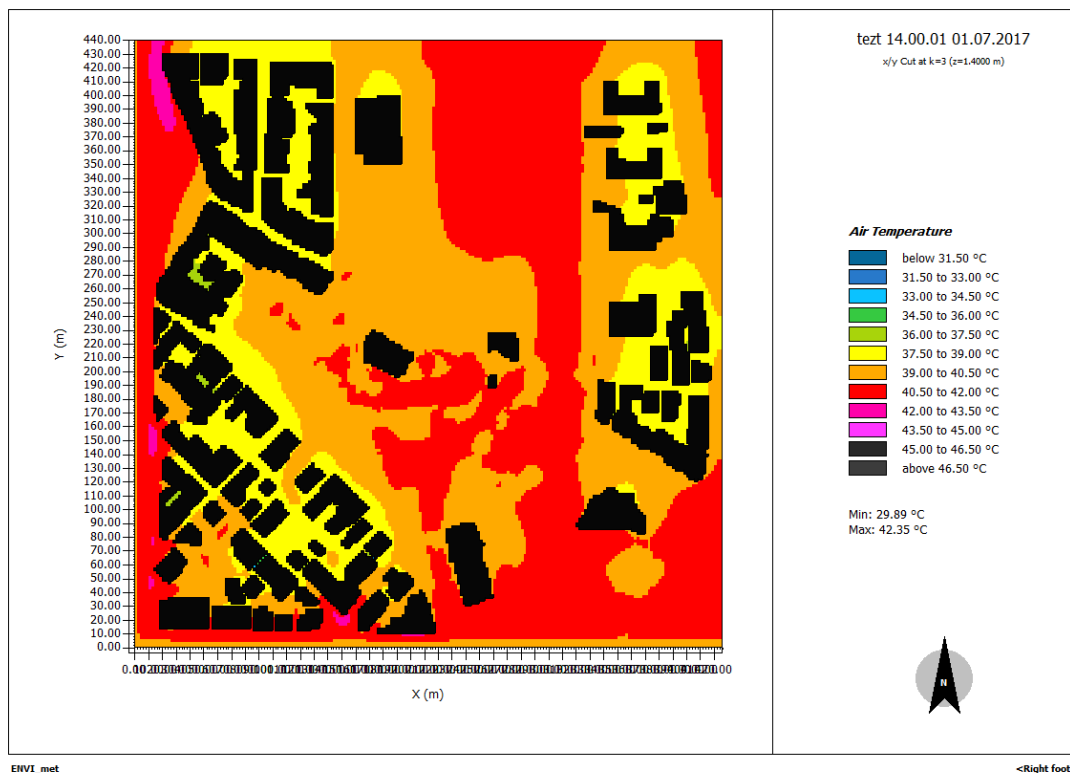 tezt 14.00.01 01.07.2017
x/y Cut at k=3 (z=1.4000 m)
440.00
430.00
420.00
410.00
400.00
390.00
380.00
370.00
360.00
350.00
340.00
330.00
320.00
310.00
300.00
290.00
280.00
270.00
260.00
250.00
240.00
230.00
220.00
210.00
200.00
190.00
180.00
170.00
160.00
150.00
140.00
130.00
120.00
110.00
100.00
90.00
80.00
70.00
60.00
50.00
40.00
30.00
20.00
10.00
0.00
Y (m)
X (m)
Air Temperature
below 31.50 °C
31.50 to 33.00 °C
33.00 to 34.50 °C
34.50 to 36.00 °C
36.00 to 37.50 °C
37.50 to 39.00 °C
39.00 to 40.50 °C
40.50 to 42.00 °C
42.00 to 43.50 °C
43.50 to 45.00 °C
45.00 to 46.50 °C
above 46.50 °C
Min: 29.89 °C
Max: 42.35 °C
N
ENVI_met
<Right foot